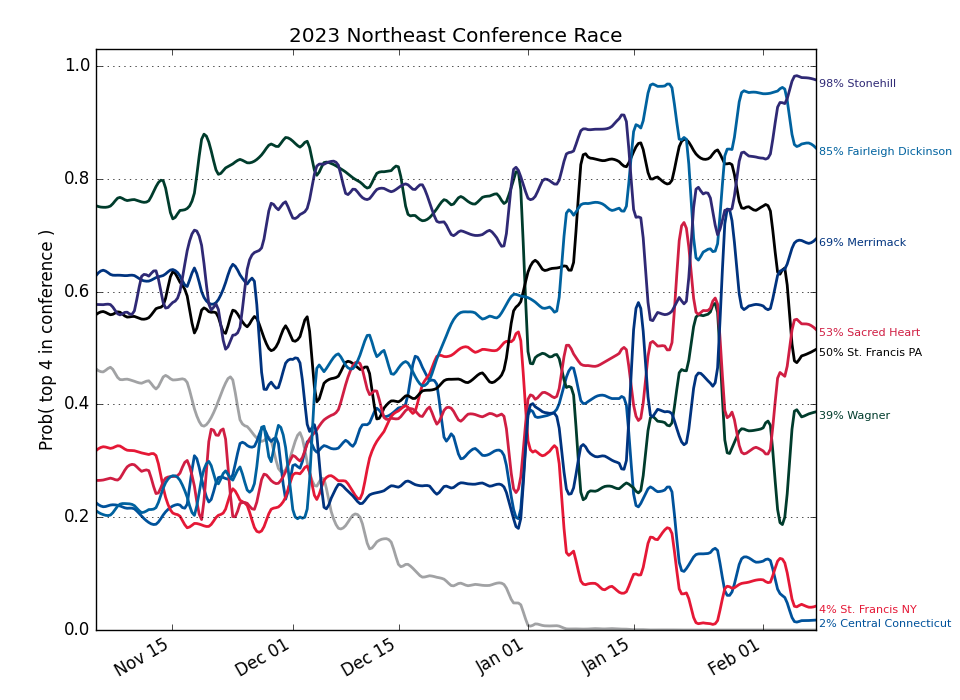 2023 Northeast Conference Race
Prob( top 4 in conference )
1.0
0.8
0.6
0.4
0.2
0.0
Nov 15
Dec 01
Dec 15
Jan 01
Jan 15
Feb 01
98% Stonehill
85% Fairleigh Dickinson
69% Merrimack
53% Sacred Heart
50% St. Francis PA
39% Wagner
4% St. Francis NY
2% Central Connecticut